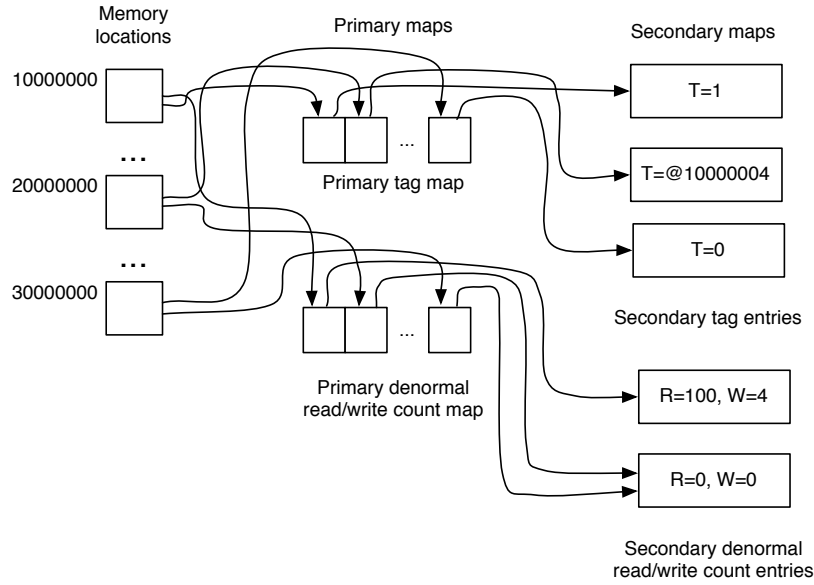 Memory
locations
Primary maps
Secondary maps
10000000
T=1
...
...
Primary tag map
20000000
T=@10000004
...
T=0
30000000
Secondary tag entries
...
Primary denormal
read/write count map
R=100, W=4
R=0, W=0
Secondary denormal
read/write count entries